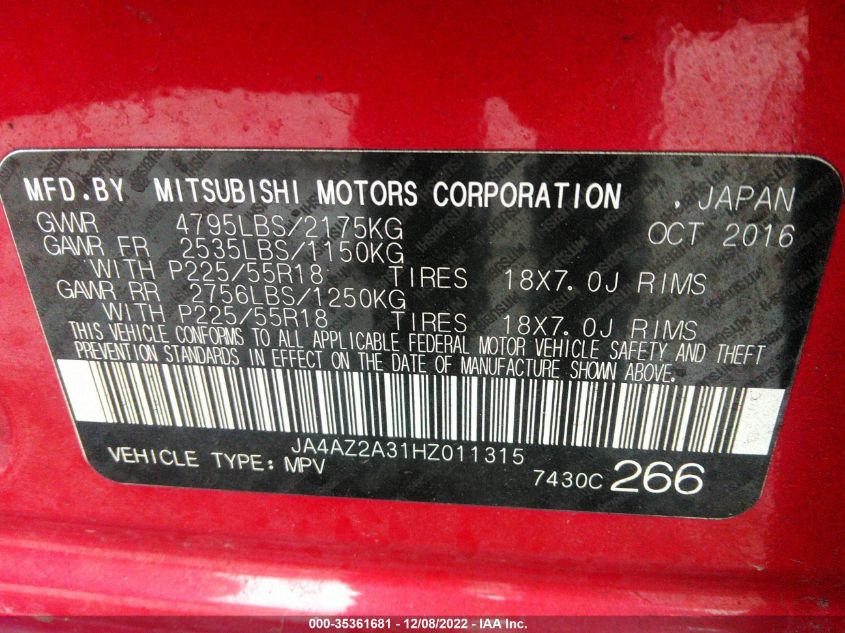 MFD.BY MITSUBISHI MOTORS CORPORATION . JAPAN
GVWR 4795LBS/2175KG OCT 2016
GAWR FR 2535LBS/1150KG
WITH P225/55R18 TIRES 18X7.0J RIMS
GAWR RR 2756LBS/1250KG
WITH P225/55R18 TIRES 18X7.0J RIMS
THIS VEHICLE CONFORMS TO ALL APPLICABLE FEDERAL MOTOR VEHICLE SAFETY AND THEFT
PREVENTION STANDARDS IN EFFECT ON THE DATE OF MANUFACTURE SHOWN ABOVE.
JA4AZ2A31HZ011315
VEHICLE TYPE: MPV 7430C 266
000-35361681 - 12/08/2022 - IAA Inc.